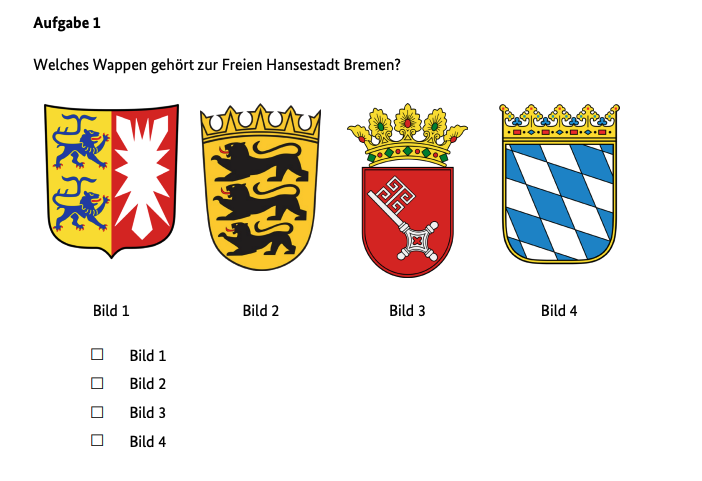 Aufgabe 1
Welches Wappen gehört zur Freien Hansestadt Bremen?
Bild 1 Bild 2 Bild 3 Bild 4
Bild 1
Bild 2
Bild 3
Bild 4